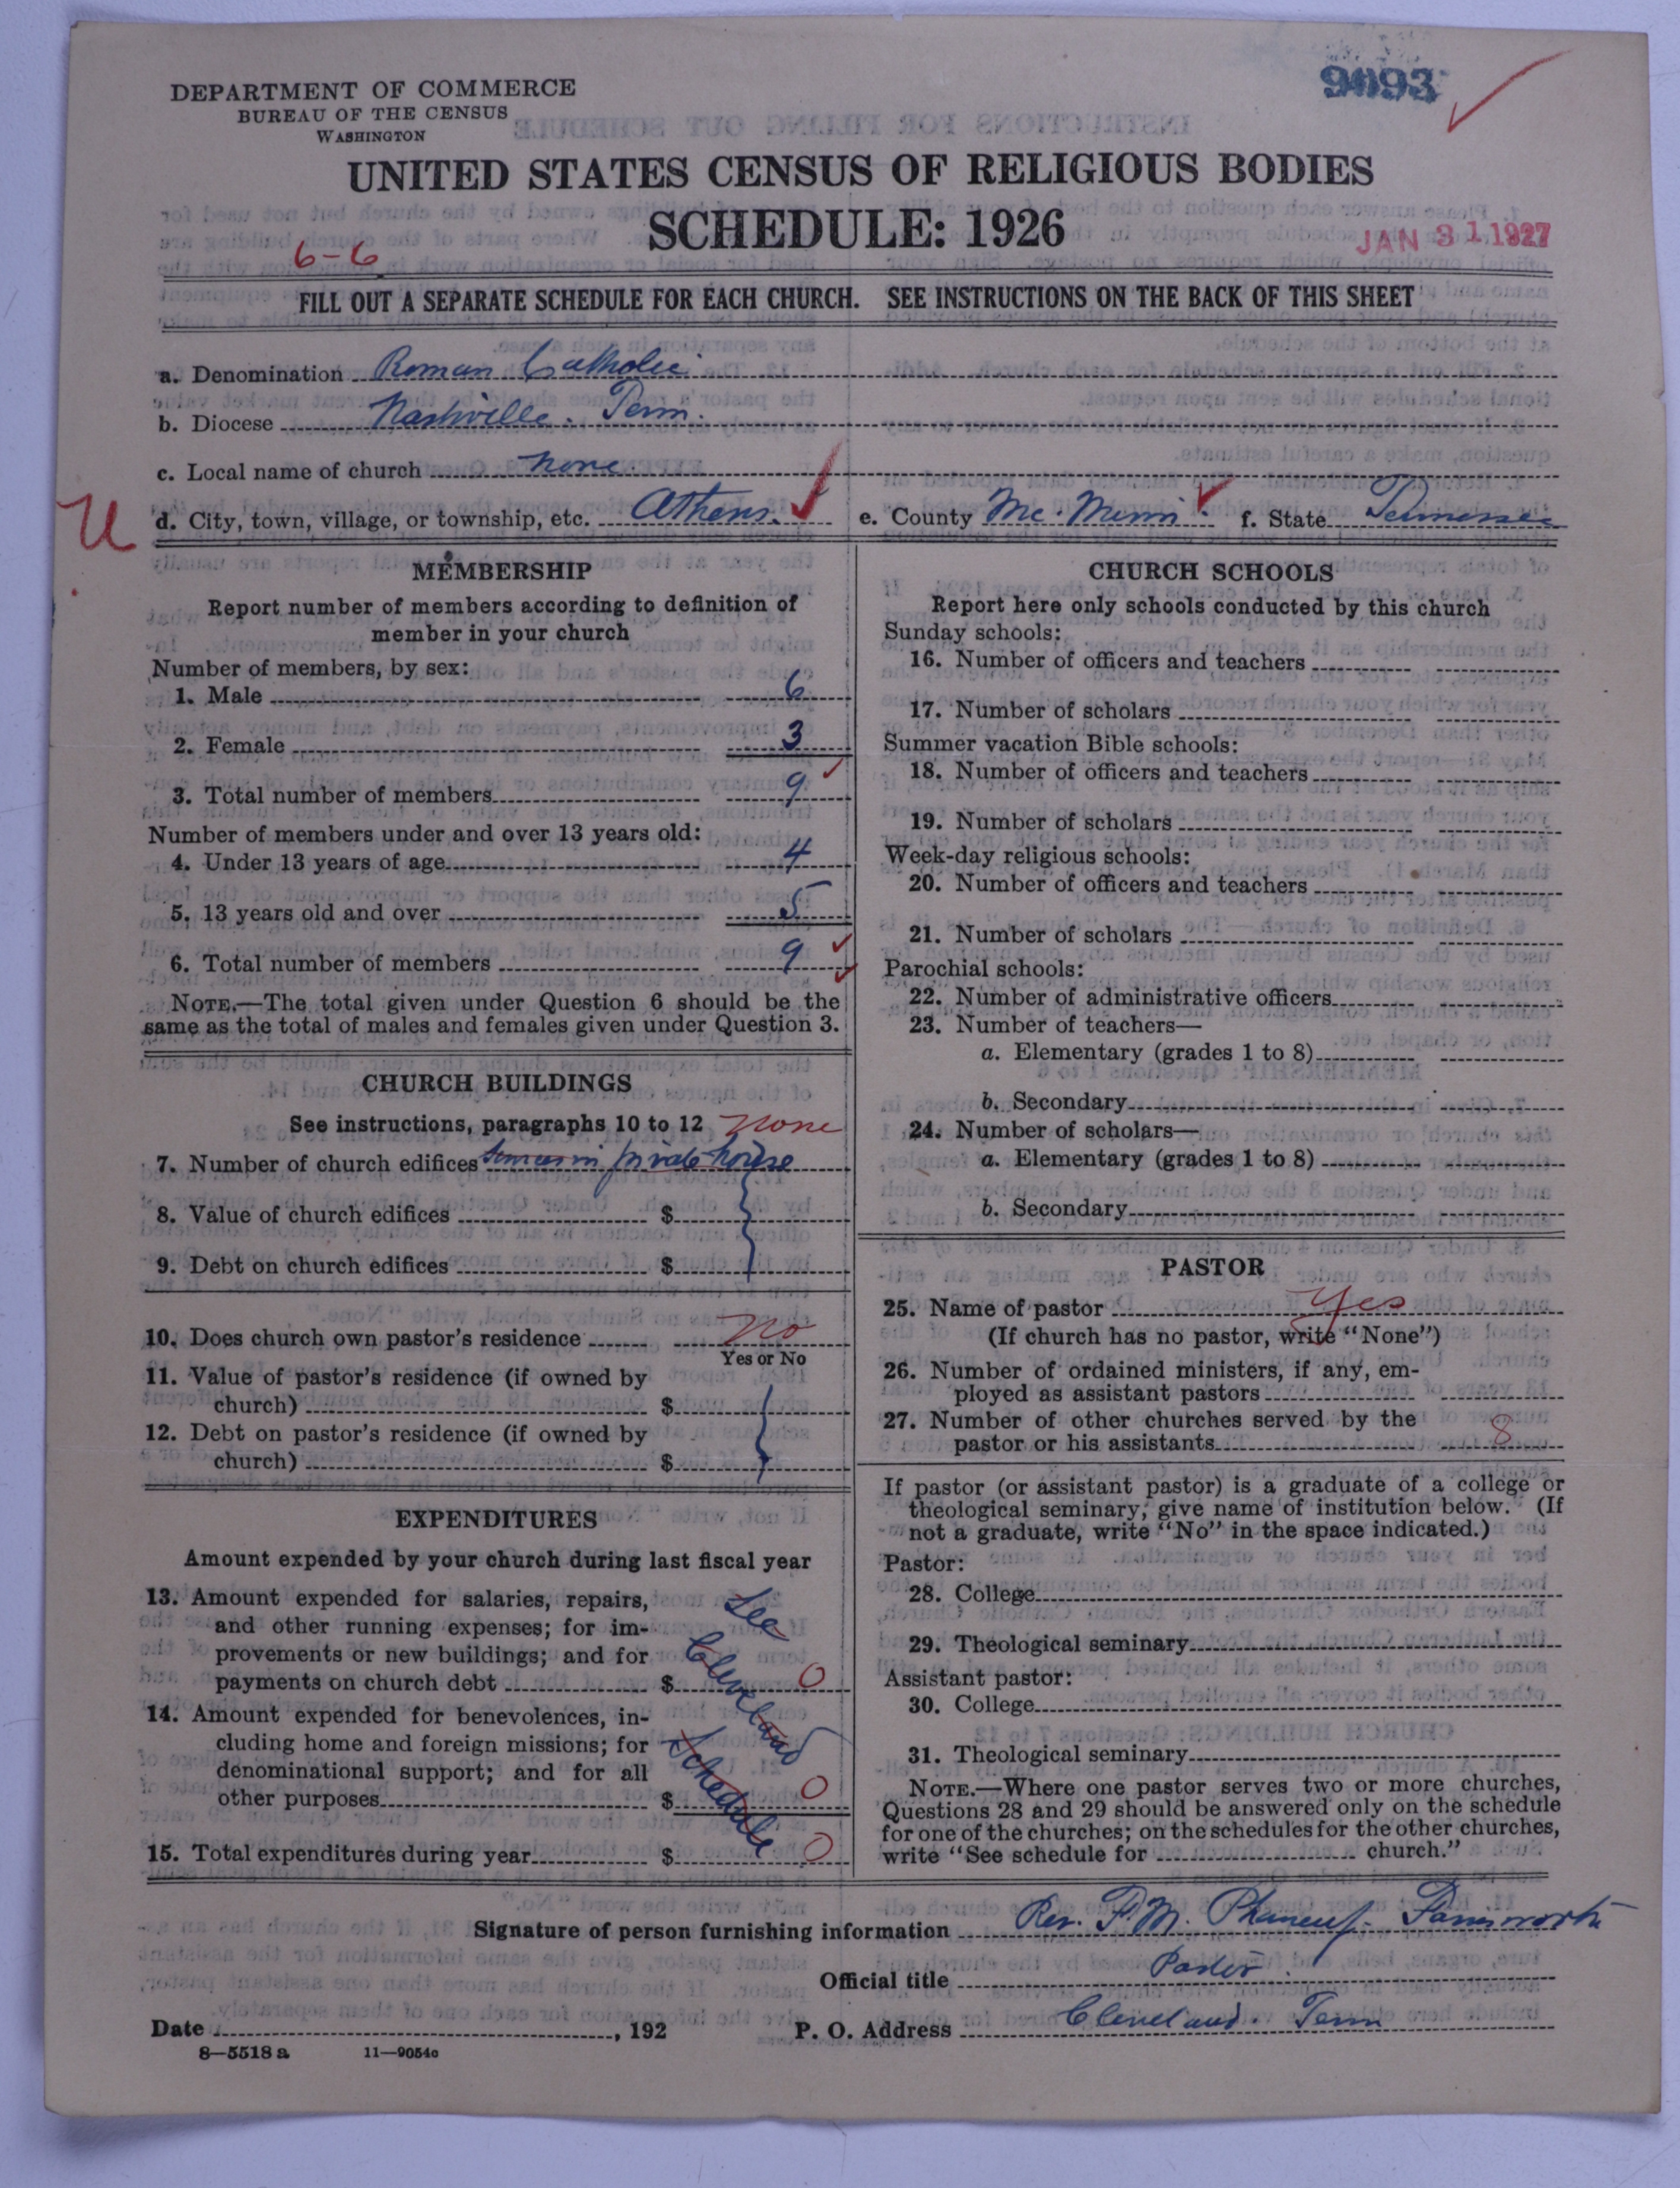 DEPARTMENT OF COMMERCE
BUREAU OF THE CENSUS
WASHINGTON
9093
UNITED STATES CENSUS OF RELIGIOUS BODIES
SCHEDULE: 1926
JAN 31 1927
6-6
FILL OUT A SEPARATE SCHEDULE FOR EACH CHURCH. SEE INSTRUCTIONS ON THE BACK OF THIS SHEET
a. Denomination Roman Catholic
b. Diocese Nashville. Tenn.
c. Local name of church none
U
d. City, town, village, or township, etc. Athens. e. County Mc. Minn f. State Tennessee
MEMBERSHIP
Report number of members according to definition of
member in your church
Number of members, by sex:
1. Male 6
2. Female 3
3. Total number of members 9
Number of members under and over 13 years old:
4. Under 13 years of age 4
5. 13 years old and over 5
6. Total number of members 9
NOTE.—The total given under Question 6 should be the
same as the total of males and females given under Question 3.
CHURCH BUILDINGS
See instructions, paragraphs 10 to 12 none
7. Number of church edifices in private house
8. Value of church edifices $
9. Debt on church edifices $
10. Does church own pastor's residence no
Yes or No
11. Value of pastor's residence (if owned by
church) $
12. Debt on pastor's residence (if owned by
church) $
EXPENDITURES
Amount expended by your church during last fiscal year
13. Amount expended for salaries, repairs,
and other running expenses; for im-
provements or new buildings; and for
payments on church debt $ 0
14. Amount expended for benevolences, in-
cluding home and foreign missions; for
denominational support; and for all
other purposes $ 0
15. Total expenditures during year $ 0
See
Cleveland
Schedule
CHURCH SCHOOLS
Report here only schools conducted by this church
Sunday schools:
16. Number of officers and teachers
17. Number of scholars
Summer vacation Bible schools:
18. Number of officers and teachers
19. Number of scholars
Week-day religious schools:
20. Number of officers and teachers
21. Number of scholars
Parochial schools:
22. Number of administrative officers
23. Number of teachers—
a. Elementary (grades 1 to 8)
b. Secondary
24. Number of scholars—
a. Elementary (grades 1 to 8)
b. Secondary
PASTOR
25. Name of pastor Yes
(If church has no pastor, write "None")
26. Number of ordained ministers, if any, em-
ployed as assistant pastors
27. Number of other churches served by the
pastor or his assistants 8
If pastor (or assistant pastor) is a graduate of a college or
theological seminary, give name of institution below. (If
not a graduate, write "No" in the space indicated.)
Pastor:
28. College
29. Theological seminary
Assistant pastor:
30. College
31. Theological seminary
NOTE.—Where one pastor serves two or more churches,
Questions 28 and 29 should be answered only on the schedule
for one of the churches; on the schedules for the other churches,
write "See schedule for church."
Signature of person furnishing information Rev. F. M. Phaneuf. Farnsworth
Official title Pastor
Date , 192 P. O. Address Cleveland. Tenn
8—5518 a 11—9054c